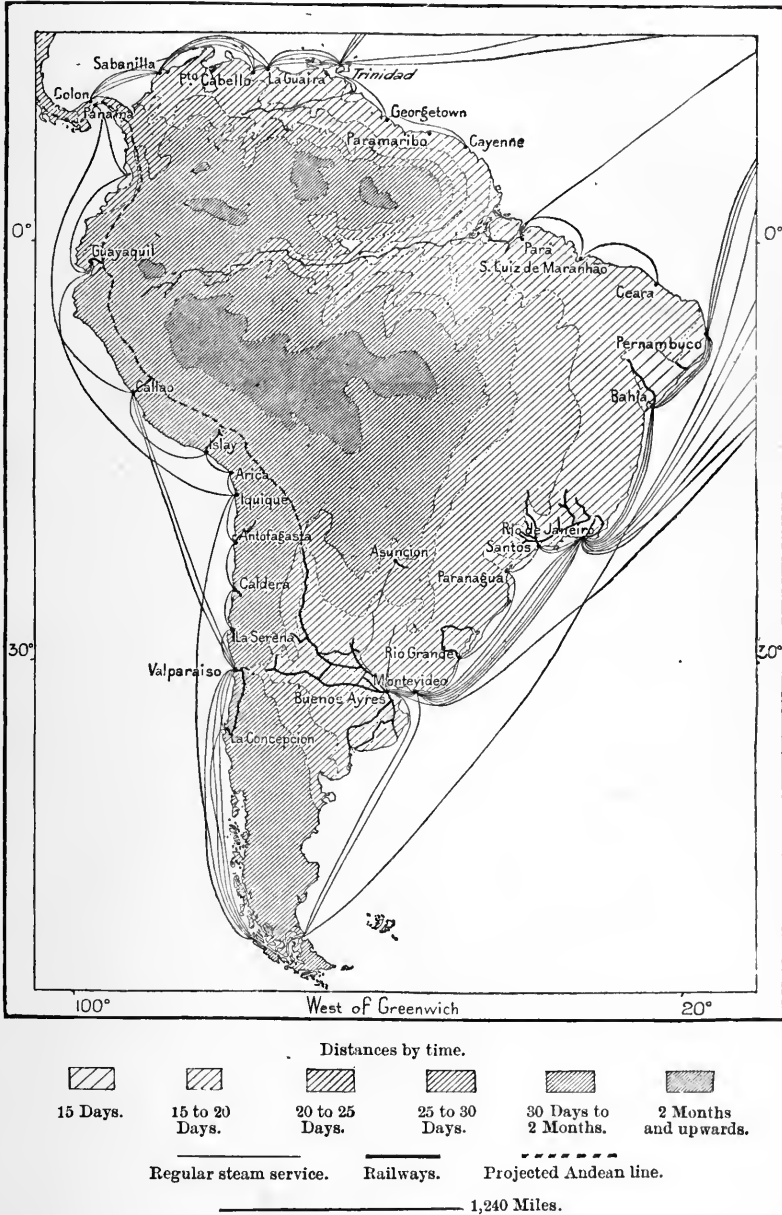 Sabanilla
Pto Cabello
La Guaira
Trinidad
Colon
Panama
Georgetown
Paramaribo
Cayenne
0°
0°
Guayaquil
Para
S. Luiz de Maranhao
Ceara
Pernambuco
Callao
Bahia
Islay
Arica
Iquique
Rio de Janeiro
Antofagasta
Santos
Asuncion
Paranagua
Caldera
La Serena
Rio Grange
30°
30°
Valparaiso
Montevideo
Buenos Ayres
La Concepcion
100°
West of Greenwich
20°
Distances by time.
15 Days.
15 to 20
Days.
20 to 25
Days.
25 to 30
Days.
30 Days to
2 Months.
2 Months
and upwards.
Regular steam service.
Railways.
Projected Andean line.
1,240 Miles.